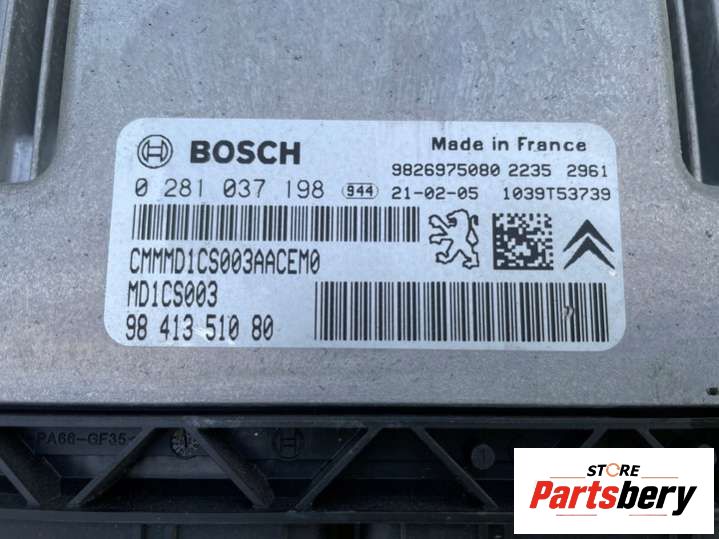 BOSCH
Made in France
9826975080 2235 2961
0 281 037 198 944 21-02-05 1039T53739
CMMMD1CS003AACEM0
MD1CS003
98 413 510 80
PA66-GF35
STORE
Partsbery